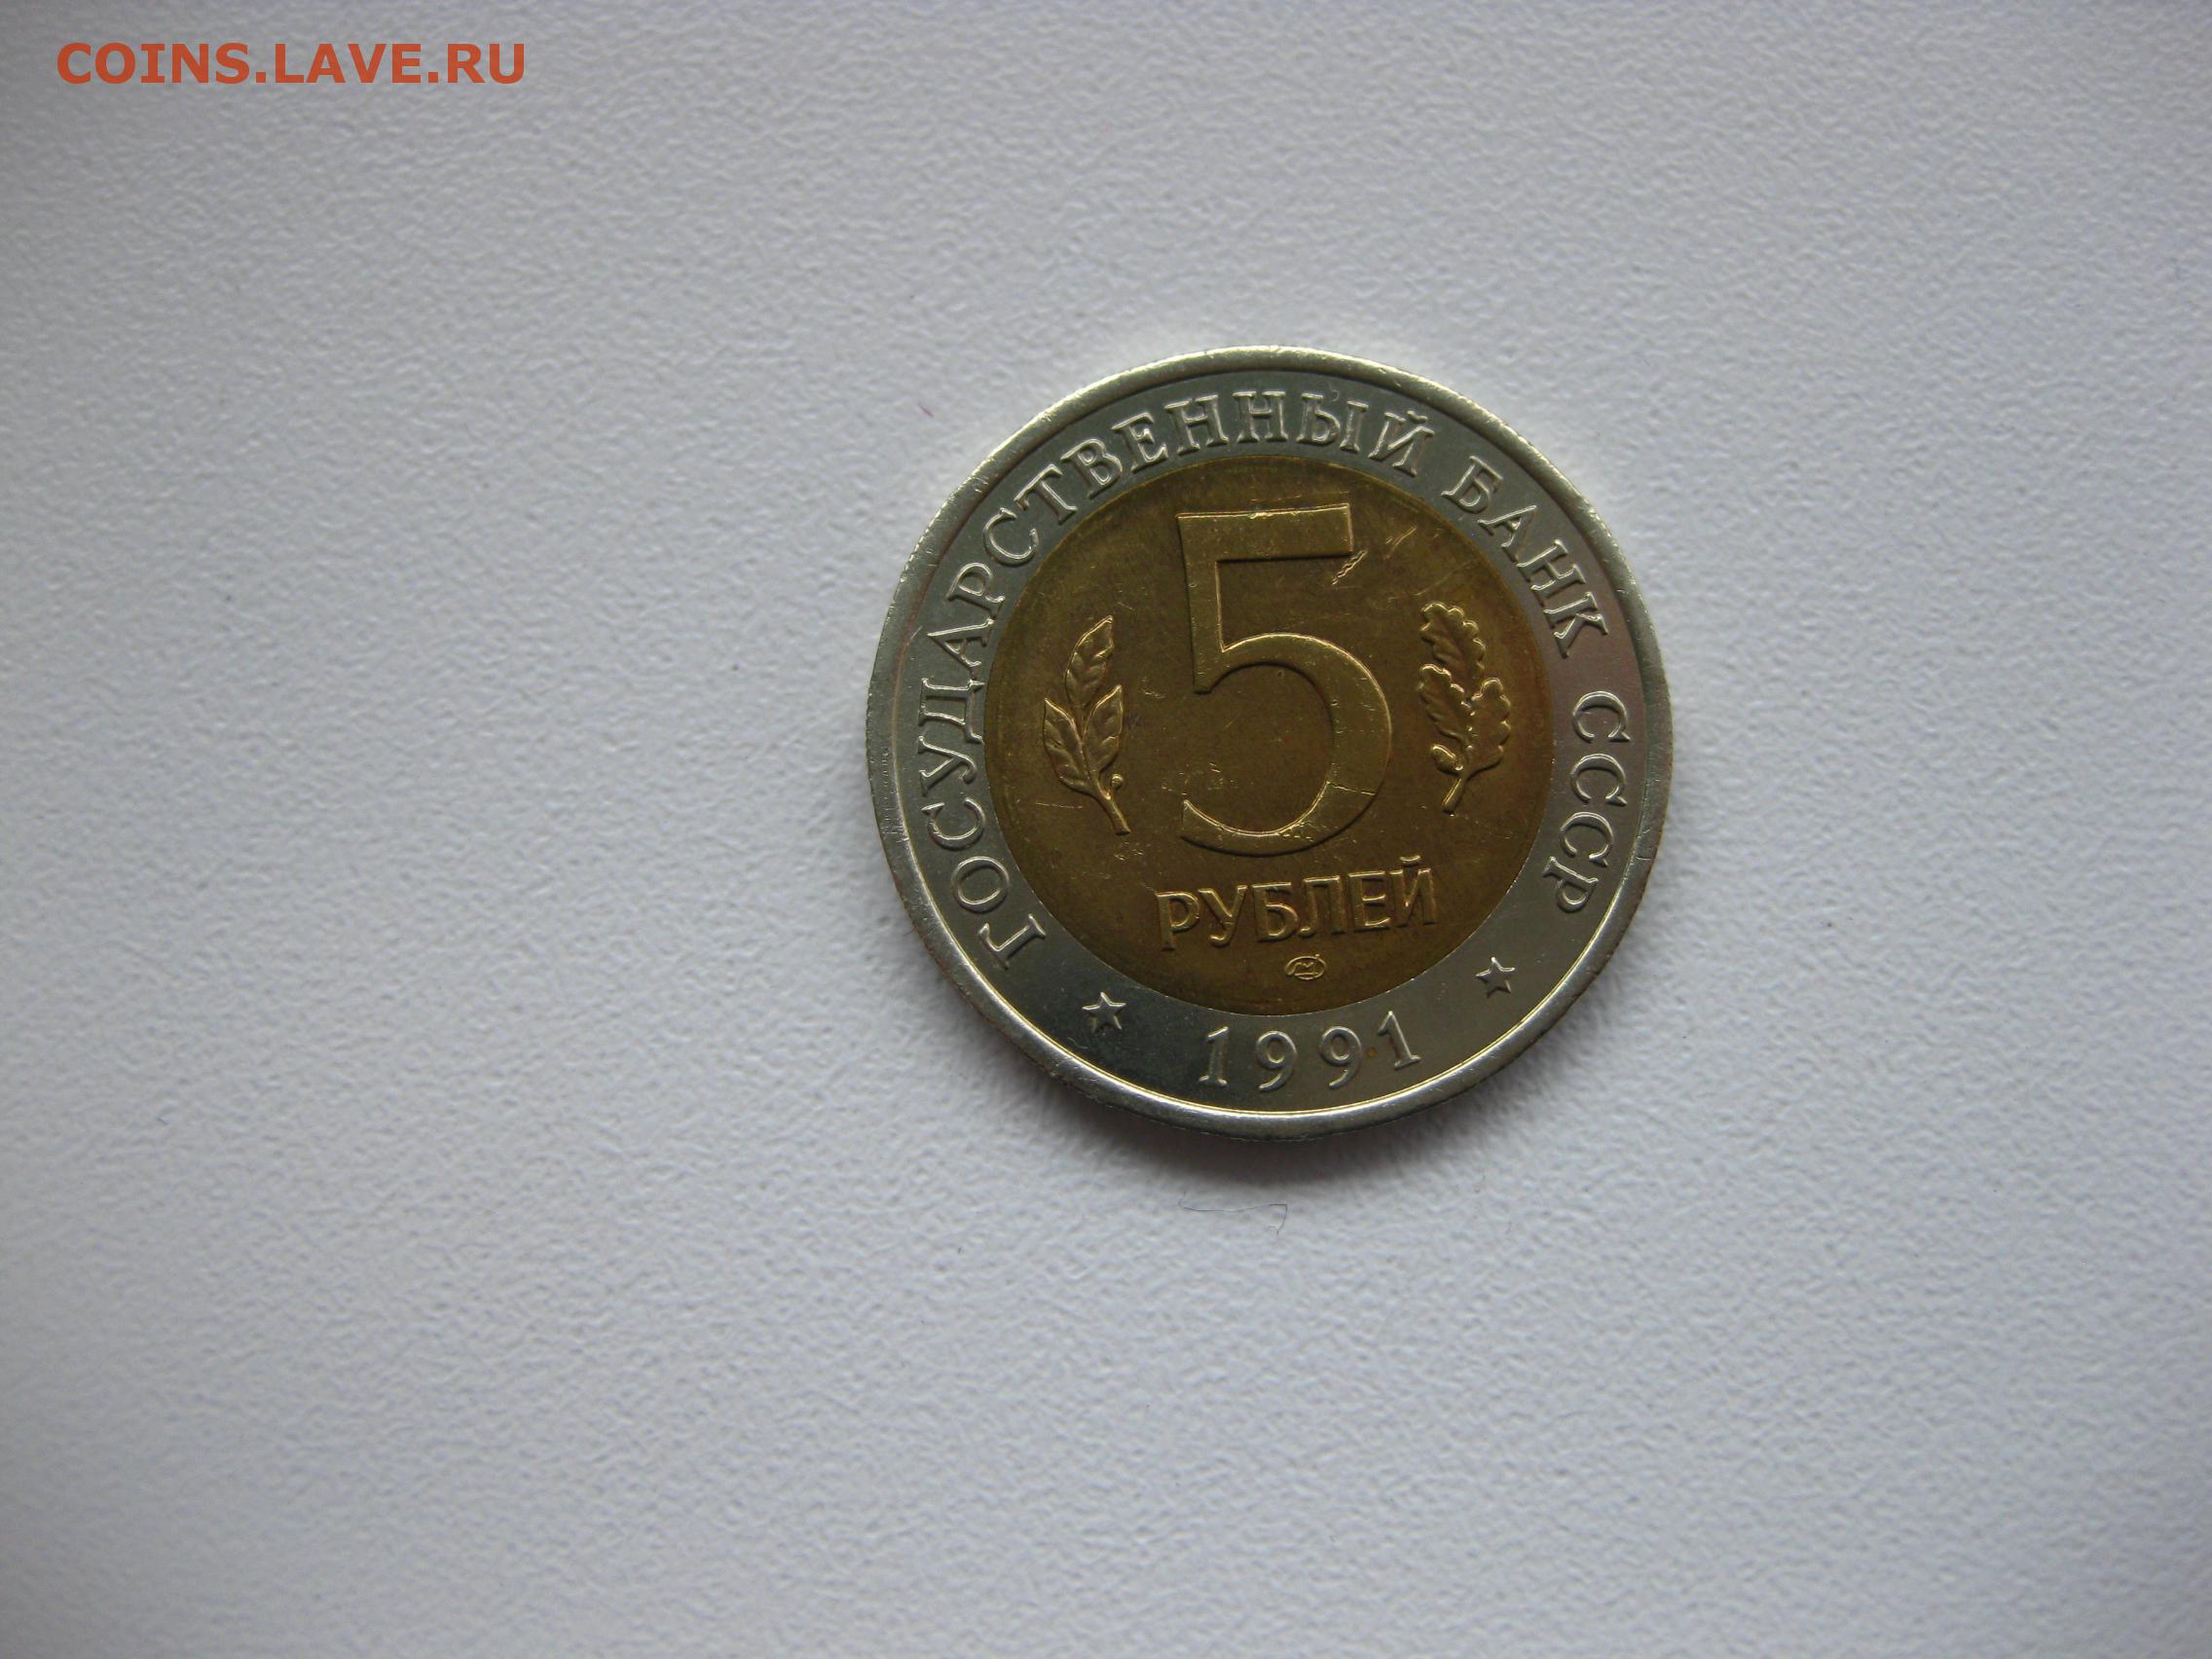 COINS.LAVE.RU
ГОСУДАРСТВЕННЫЙ БАНК СССР
5
РУБЛЕЙ
1991